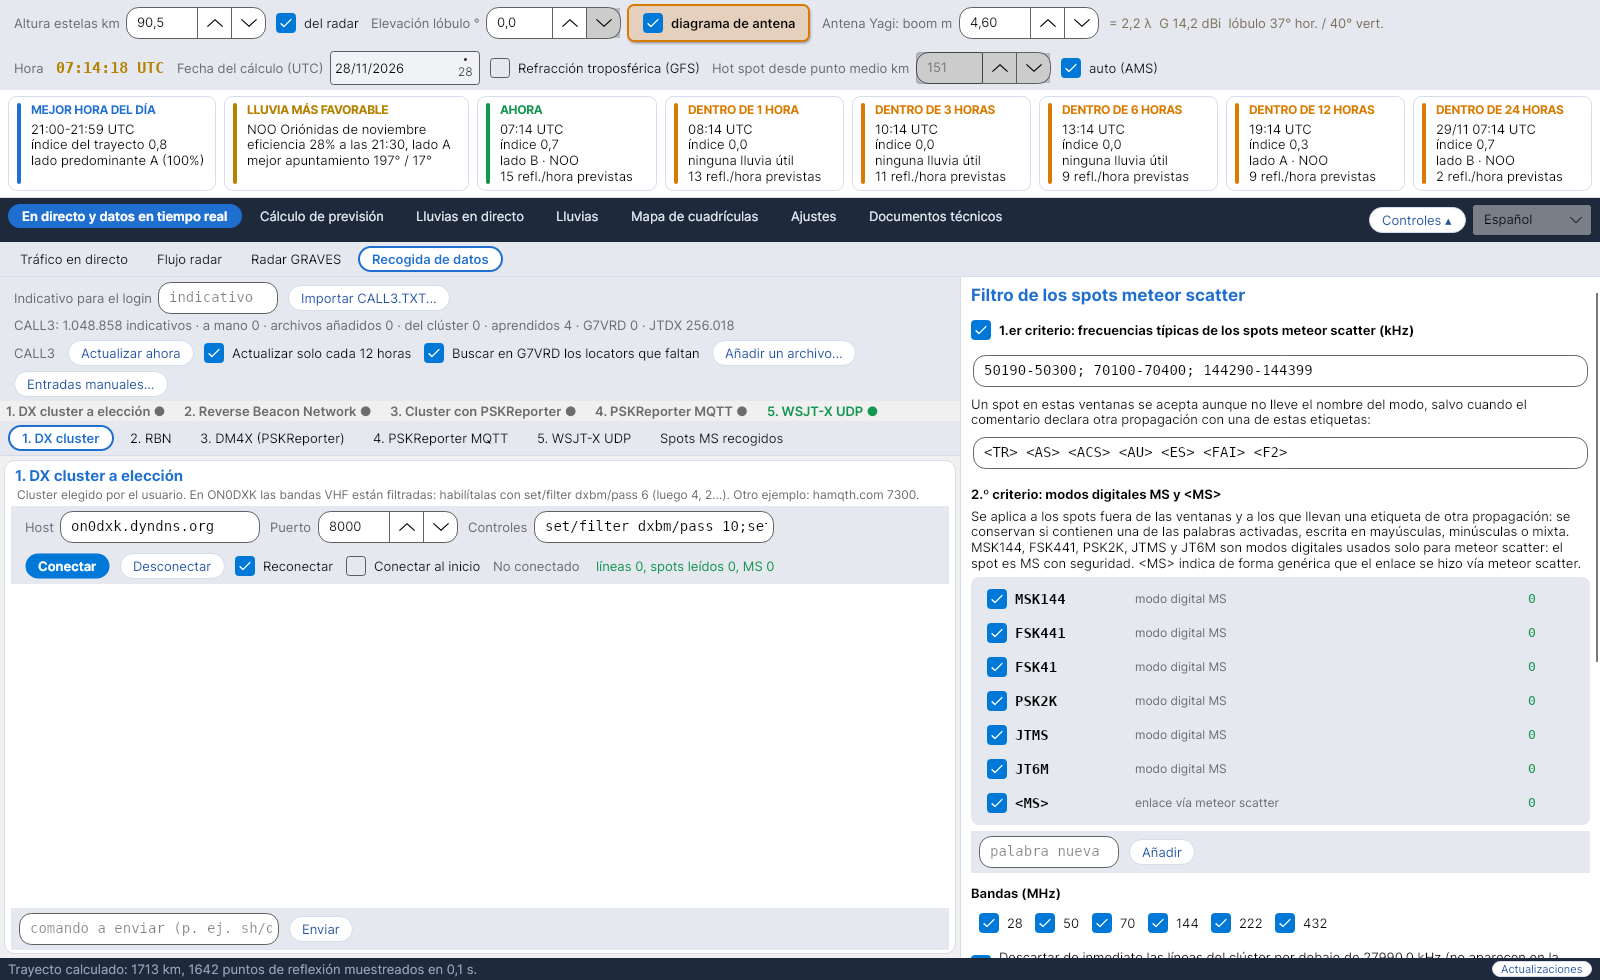 Altura estelas km 90,5 del radar Elevación lóbulo ° 0,0 diagrama de antena Antena Yagi: boom m 4,60 = 2,2 λ G 14,2 dBi lóbulo 37° hor. / 40° vert.
Hora 07:14:18 UTC Fecha del cálculo (UTC) 28/11/2026 28 Refracción troposférica (GFS) Hot spot desde punto medio km 151 auto (AMS)
MEJOR HORA DEL DÍA
21:00-21:59 UTC
índice del trayecto 0,8
lado predominante A (100%)
LLUVIA MÁS FAVORABLE
NOO Oriónidas de noviembre
eficiencia 28% a las 21:30, lado A
mejor apuntamiento 197° / 17°
AHORA
07:14 UTC
índice 0,7
lado B · NOO
15 refl./hora previstas
DENTRO DE 1 HORA
08:14 UTC
índice 0,0
ninguna lluvia útil
13 refl./hora previstas
DENTRO DE 3 HORAS
10:14 UTC
índice 0,0
ninguna lluvia útil
11 refl./hora previstas
DENTRO DE 6 HORAS
13:14 UTC
índice 0,0
ninguna lluvia útil
9 refl./hora previstas
DENTRO DE 12 HORAS
19:14 UTC
índice 0,3
lado A · NOO
9 refl./hora previstas
DENTRO DE 24 HORAS
29/11 07:14 UTC
índice 0,7
lado B · NOO
2 refl./hora previstas
En directo y datos en tiempo real Cálculo de previsión Lluvias en directo Lluvias Mapa de cuadrículas Ajustes Documentos técnicos Controles ▴ Español
Tráfico en directo Flujo radar Radar GRAVES Recogida de datos
Indicativo para el login indicativo Importar CALL3.TXT...
CALL3: 1.048.858 indicativos · a mano 0 · archivos añadidos 0 · del clúster 0 · aprendidos 4 · G7VRD 0 · JTDX 256.018
CALL3 Actualizar ahora Actualizar solo cada 12 horas Buscar en G7VRD los locators que faltan Añadir un archivo...
Entradas manuales...
1. DX cluster a elección ● 2. Reverse Beacon Network ● 3. Cluster con PSKReporter ● 4. PSKReporter MQTT ● 5. WSJT-X UDP ●
1. DX cluster 2. RBN 3. DM4X (PSKReporter) 4. PSKReporter MQTT 5. WSJT-X UDP Spots MS recogidos
1. DX cluster a elección
Cluster elegido por el usuario. En ON0DXK las bandas VHF están filtradas: habilítalas con set/filter dxbm/pass 6 (luego 4, 2...). Otro ejemplo: hamqth.com 7300.
Host on0dxk.dyndns.org Puerto 8000 Controles set/filter dxbm/pass 10;se
Conectar Desconectar Reconectar Conectar al inicio No conectado líneas 0, spots leídos 0, MS 0
comando a enviar (p. ej. sh/d Enviar
Filtro de los spots meteor scatter
1.er criterio: frecuencias típicas de los spots meteor scatter (kHz)
50190-50300; 70100-70400; 144290-144399
Un spot en estas ventanas se acepta aunque no lleve el nombre del modo, salvo cuando el
comentario declara otra propagación con una de estas etiquetas:
<TR> <AS> <ACS> <AU> <ES> <FAI> <F2>
2.º criterio: modos digitales MS y <MS>
Se aplica a los spots fuera de las ventanas y a los que llevan una etiqueta de otra propagación: se
conservan si contienen una de las palabras activadas, escrita en mayúsculas, minúsculas o mixta.
MSK144, FSK441, PSK2K, JTMS y JT6M son modos digitales usados solo para meteor scatter: el
spot es MS con seguridad. <MS> indica de forma genérica que el enlace se hizo vía meteor scatter.
MSK144 modo digital MS 0
FSK441 modo digital MS 0
FSK41 modo digital MS 0
PSK2K modo digital MS 0
JTMS modo digital MS 0
JT6M modo digital MS 0
<MS> enlace vía meteor scatter 0
palabra nueva Añadir
Bandas (MHz)
28 50 70 144 222 432
Descartar de inmediato las líneas del clúster por debajo de 27990,0 kHz (no aparecen en la
Trayecto calculado: 1713 km, 1642 puntos de reflexión muestreados en 0,1 s. Actualizaciones